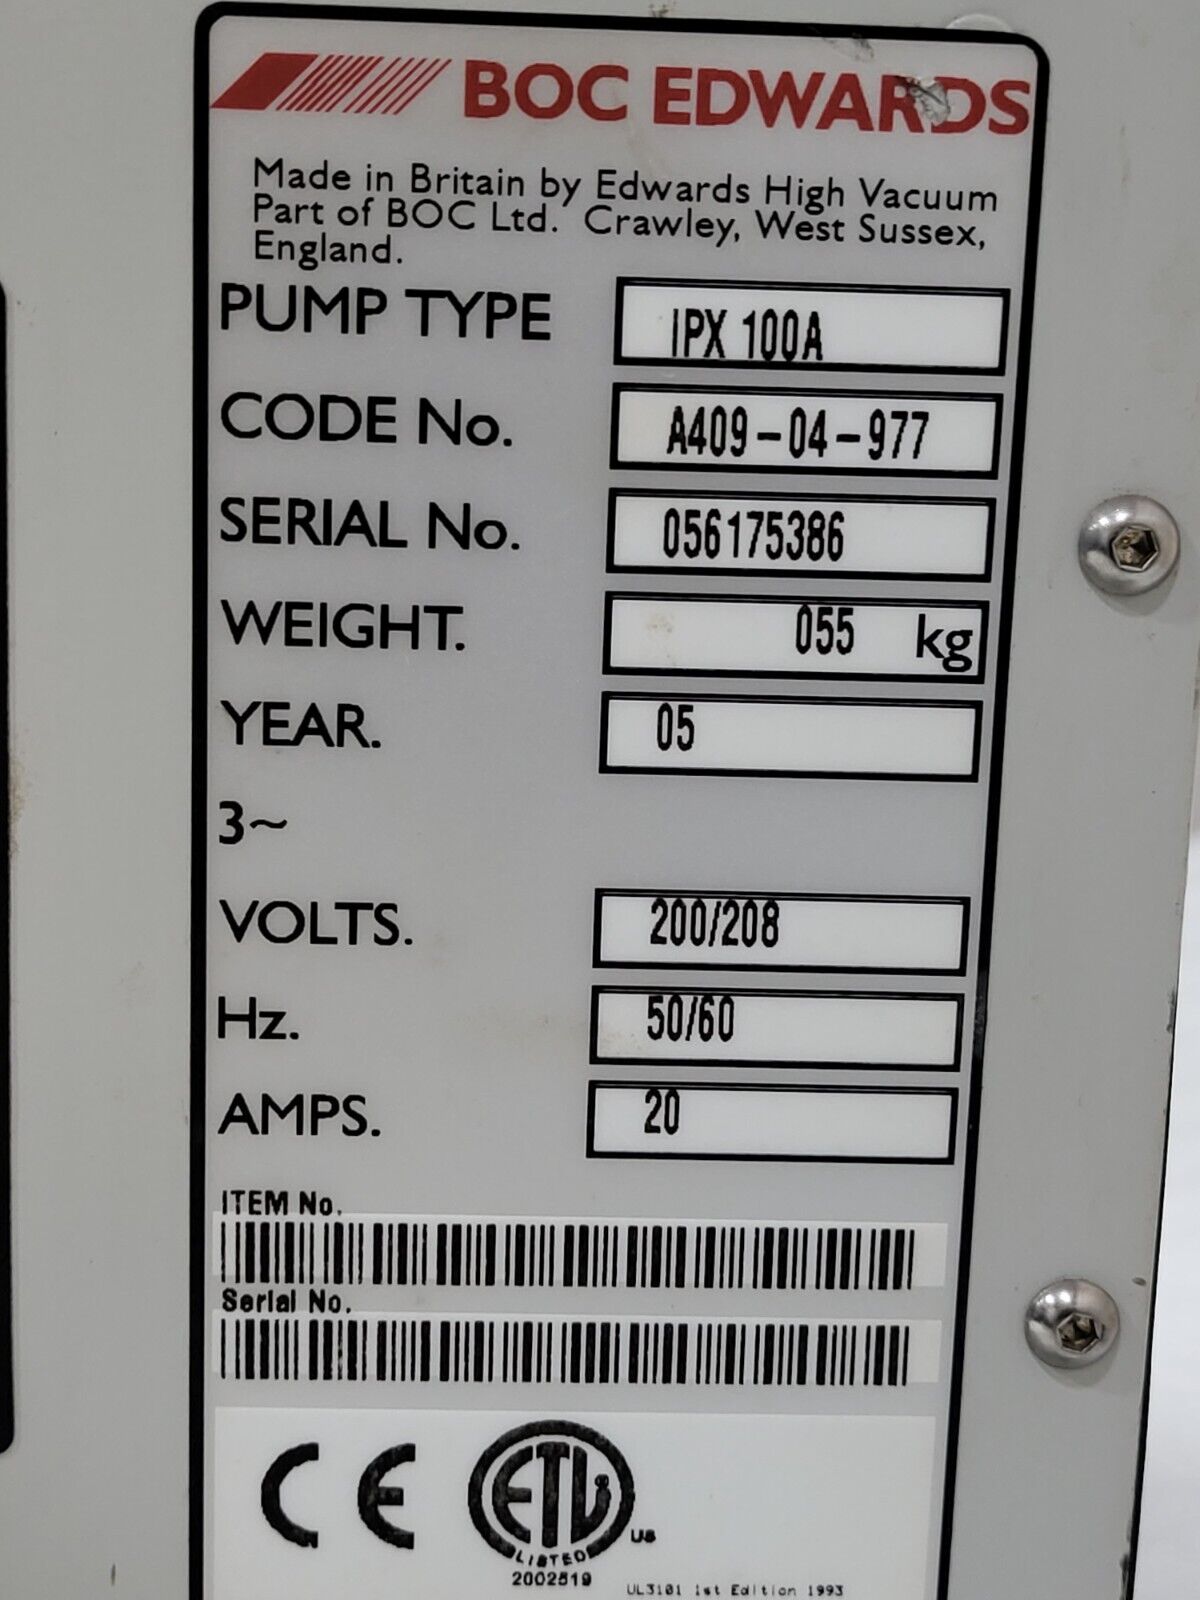 BOC EDWARDS
Made in Britain by Edwards High Vacuum
Part of BOC Ltd. Crawley, West Sussex,
England.
PUMP TYPE IPX 100A
CODE No. A409-04-977
SERIAL No. 056175386
WEIGHT. 055 kg
YEAR. 05
3~
VOLTS. 200/208
Hz. 50/60
AMPS. 20
ITEM No.
Serial No.
CE
ETL US
LISTED
2002519
UL3101 1st Edition 1993